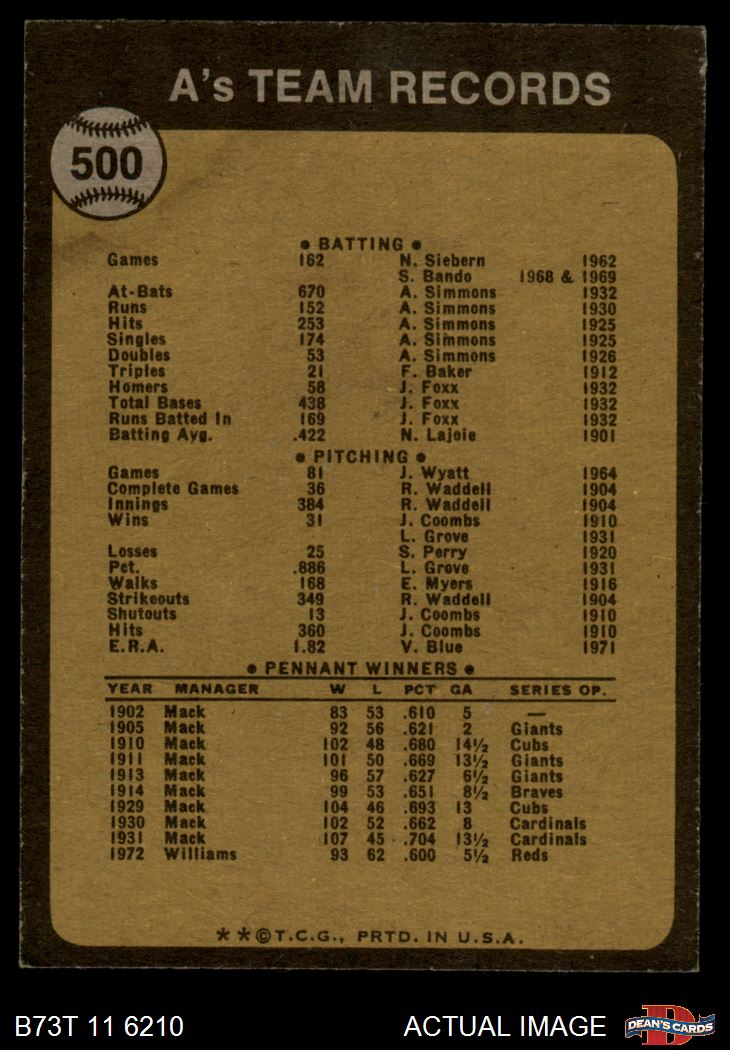 A's TEAM RECORDS
500
● BATTING ●
Games 162 N. Siebern 1962
S. Bando 1968 & 1969
At-Bats 670 A. Simmons 1932
Runs 152 A. Simmons 1930
Hits 253 A. Simmons 1925
Singles 174 A. Simmons 1925
Doubles 53 A. Simmons 1926
Triples 21 F. Baker 1912
Homers 58 J. Foxx 1932
Total Bases 438 J. Foxx 1932
Runs Batted In 169 J. Foxx 1932
Batting Avg. .422 N. Lajoie 1901
● PITCHING ●
Games 81 J. Wyatt 1964
Complete Games 36 R. Waddell 1904
Innings 384 R. Waddell 1904
Wins 31 J. Coombs 1910
L. Grove 1931
Losses 25 S. Perry 1920
Pct. .886 L. Grove 1931
Walks 168 E. Myers 1916
Strikeouts 349 R. Waddell 1904
Shutouts 13 J. Coombs 1910
Hits 360 J. Coombs 1910
E.R.A. 1.82 V. Blue 1971
● PENNANT WINNERS ●
YEAR MANAGER W L PCT GA SERIES OP.
1902 Mack 83 53 .610 5 —
1905 Mack 92 56 .621 2 Giants
1910 Mack 102 48 .680 14½ Cubs
1911 Mack 101 50 .669 13½ Giants
1913 Mack 96 57 .627 6½ Giants
1914 Mack 99 53 .651 8½ Braves
1929 Mack 104 46 .693 13 Cubs
1930 Mack 102 52 .662 8 Cardinals
1931 Mack 107 45 .704 13½ Cardinals
1972 Williams 93 62 .600 5½ Reds
★★©T.C.G., PRTD. IN U.S.A.
B73T 11 6210 ACTUAL IMAGE DEAN'S CARDS